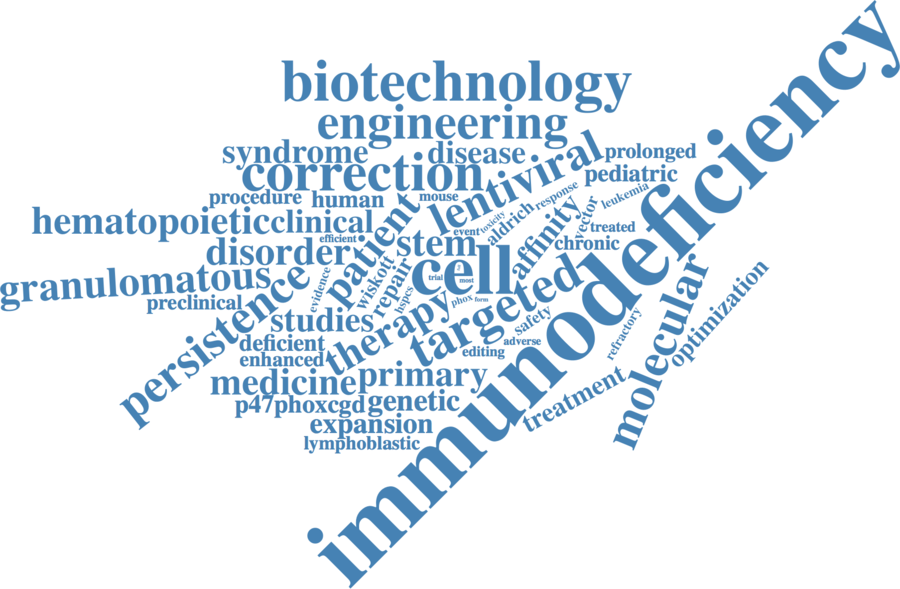 biotechnology
engineering
syndrome
disease
correction
lentiviral
prolonged
pediatric
procedure
human
mouse
response
leukemia
hematopoietic
clinical
patient
event
toxicity
aldrich
affinity
vector
treated
chronic
efficient
disorder
stem
immunodeficiency
granulomatous
evidence
wiskott
repair
cell
trial
most
preclinical
persistence
hspcs
phox
form
targeted
molecular
optimization
studies
therapy
safety
refractory
deficient
enhanced
editing
adverse
medicine
primary
treatment
p47phoxcgd
genetic
expansion
lymphoblastic